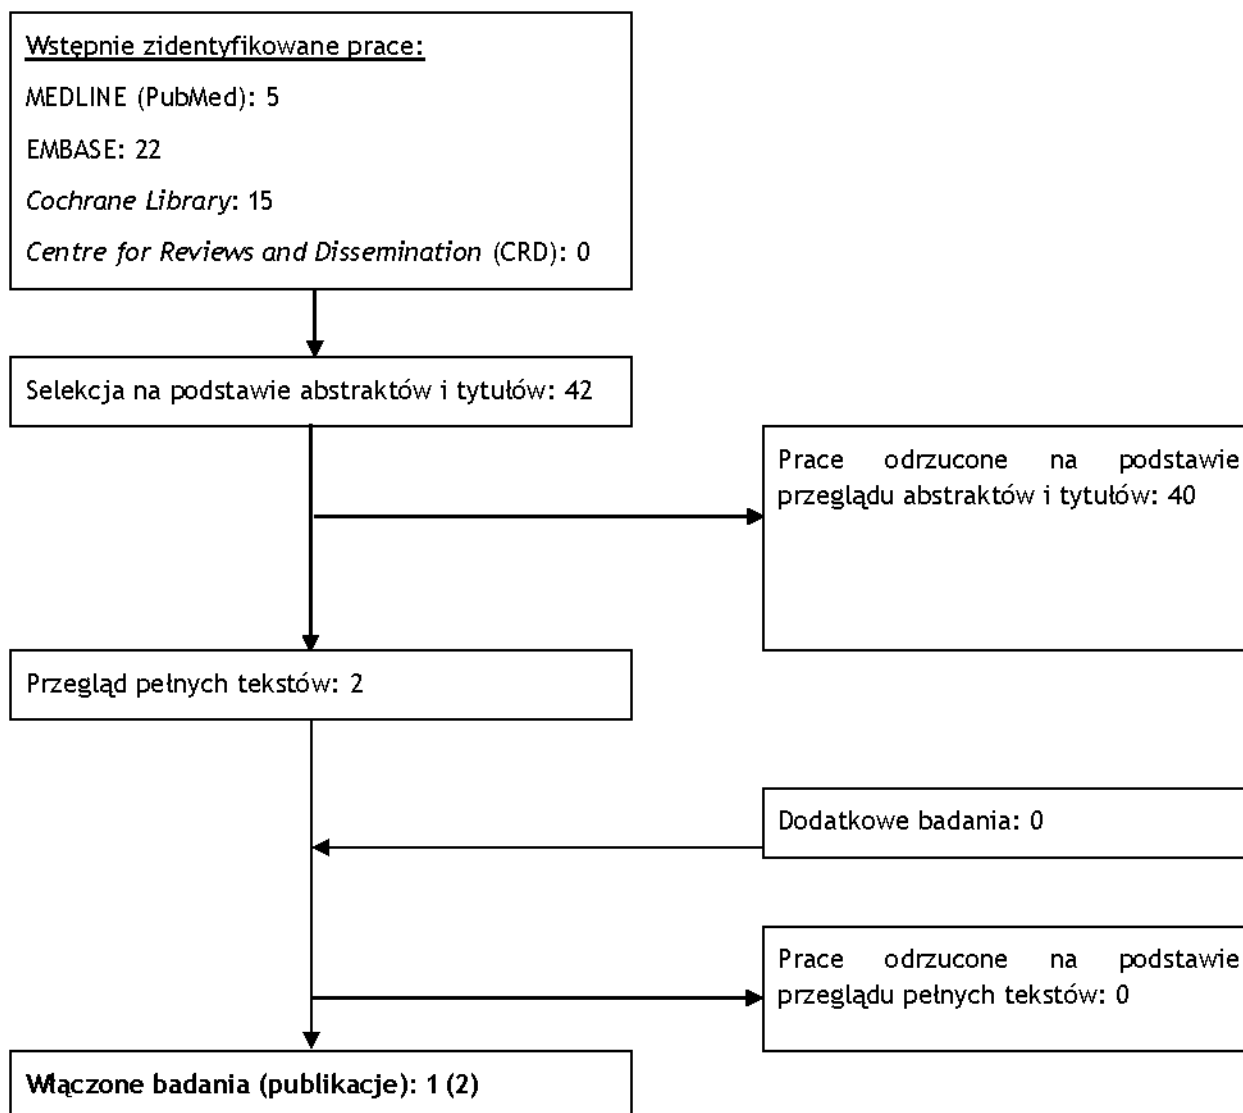 Wstępnie zidentyfikowane prace:
MEDLINE (PubMed): 5
EMBASE: 22
Cochrane Library: 15
Centre for Reviews and Dissemination (CRD): 0
Selekcja na podstawie abstraktów i tytułów: 42
Prace odrzucone na podstawie
przeglądu abstraktów i tytułów: 40
Przegląd pełnych tekstów: 2
Dodatkowe badania: 0
Prace odrzucone na podstawie
przeglądu pełnych tekstów: 0
Włączone badania (publikacje): 1 (2)